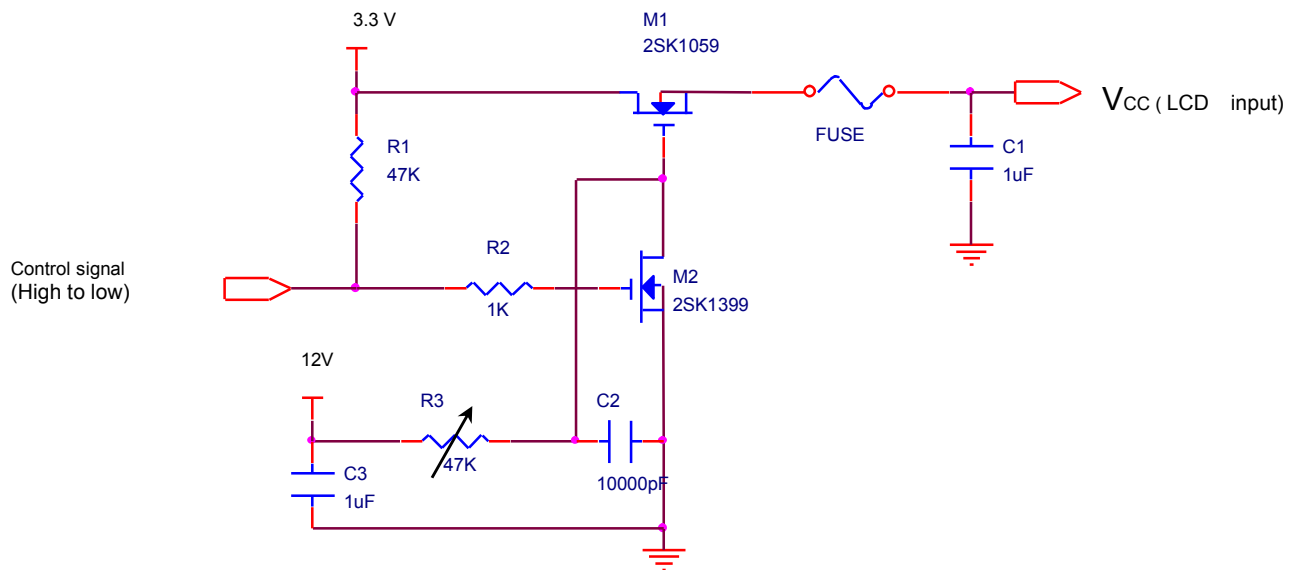 3.3 V
M1
2SK1059
R1
47K
FUSE
C1
1uF
VCC ( LCD input)
Control signal
(High to low)
R2
1K
M2
2SK1399
12V
R3
47K
C2
10000pF
C3
1uF